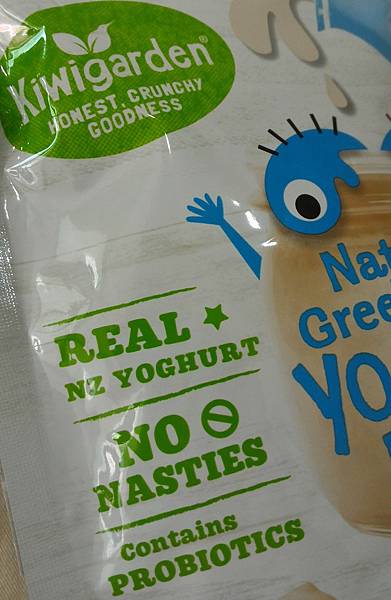 Kiwigarden®
HONEST. CRUNCHY
GOODNESS
REAL
NZ YOGHURT
NO
NASTIES
Contains
PROBIOTICS